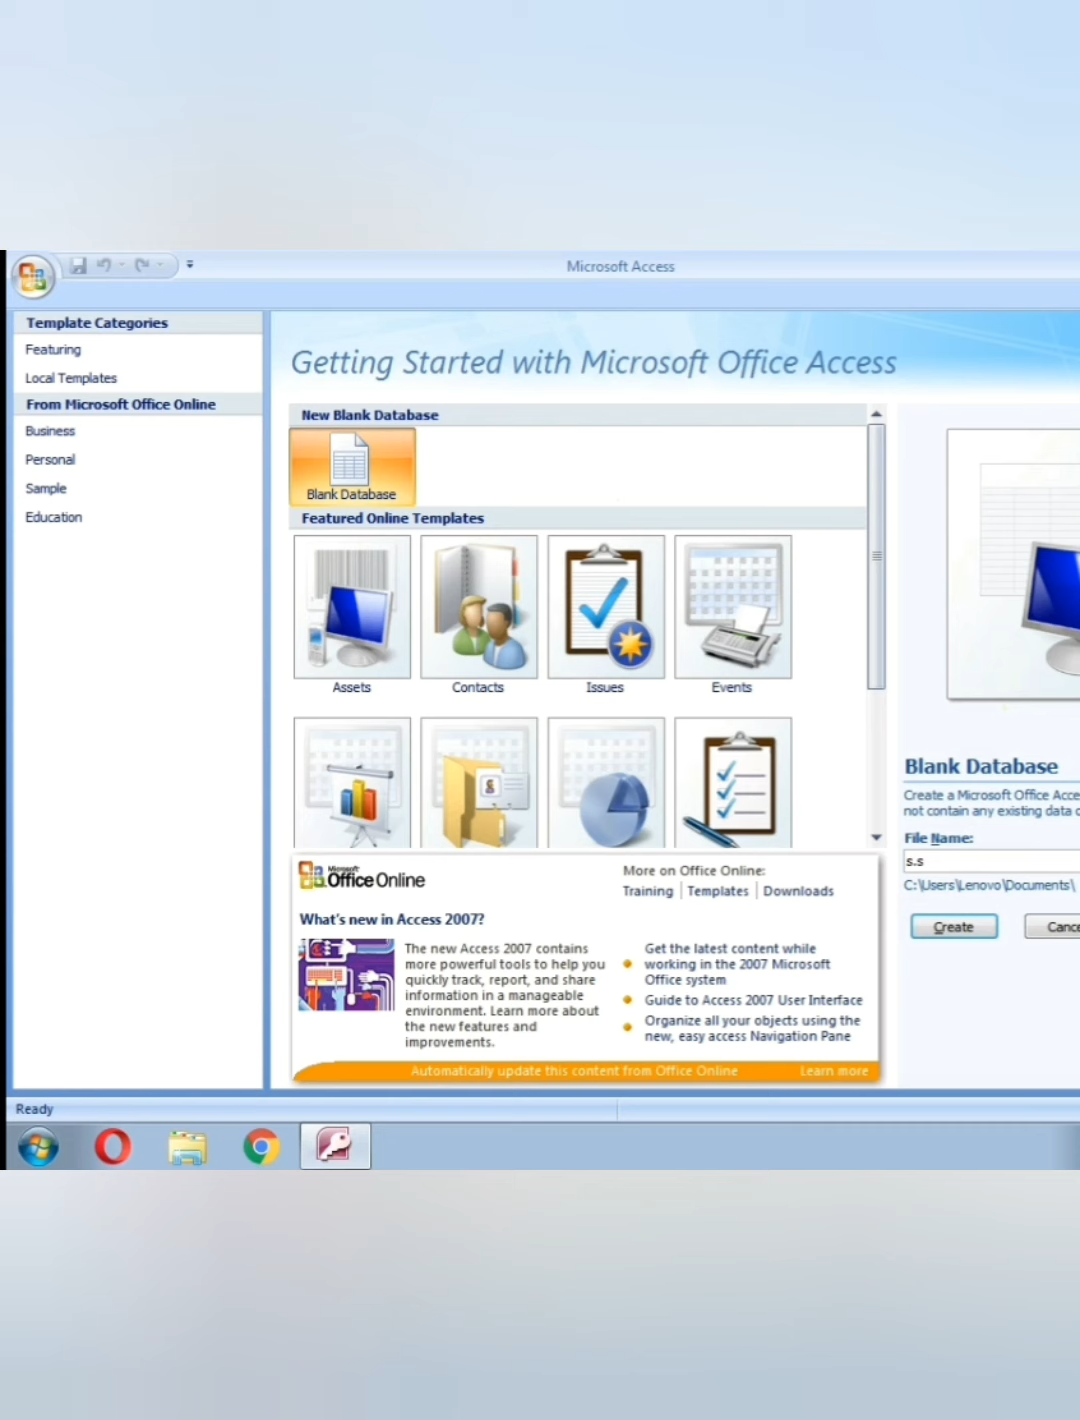 Microsoft Access
Template Categories
Featuring
Local Templates
From Microsoft Office Online
Business
Personal
Sample
Education
Getting Started with Microsoft Office Access
New Blank Database
Blank Database
Featured Online Templates
Assets
Contacts
Issues
Events
Microsoft
Office Online
More on Office Online:
Training | Templates | Downloads
What's new in Access 2007?
The new Access 2007 contains
more powerful tools to help you
quickly track, report, and share
information in a manageable
environment. Learn more about
the new features and
improvements.
Get the latest content while
working in the 2007 Microsoft
Office system
Guide to Access 2007 User Interface
Organize all your objects using the
new, easy access Navigation Pane
Automatically update this content from Office Online
Learn more
Blank Database
Create a Microsoft Office Acce
not contain any existing data
File Name:
s.s
C:\Users\Lenovo\Documents\
Create
Cance
Ready